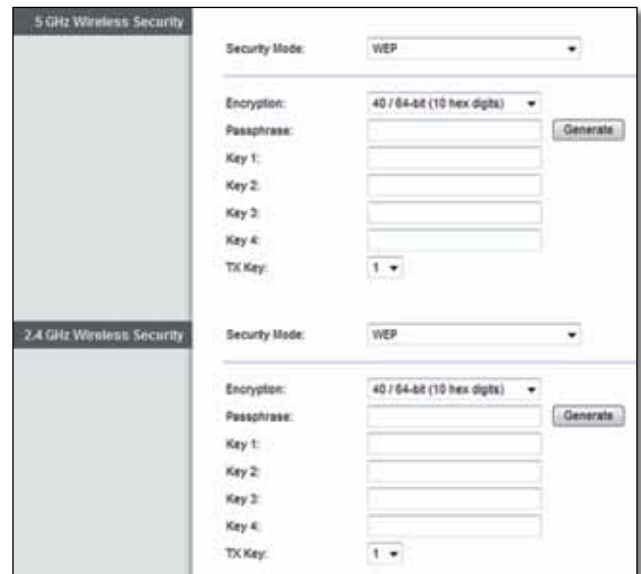 5 GHz Wireless Security
Security Mode: WEP
Encryption: 40 / 64-bit (10 hex digits)
Passphrase: Generate
Key 1:
Key 2:
Key 3:
Key 4:
TX Key: 1
2.4 GHz Wireless Security
Security Mode: WEP
Encryption: 40 / 64-bit (10 hex digits)
Passphrase: Generate
Key 1:
Key 2:
Key 3:
Key 4:
TX Key: 1